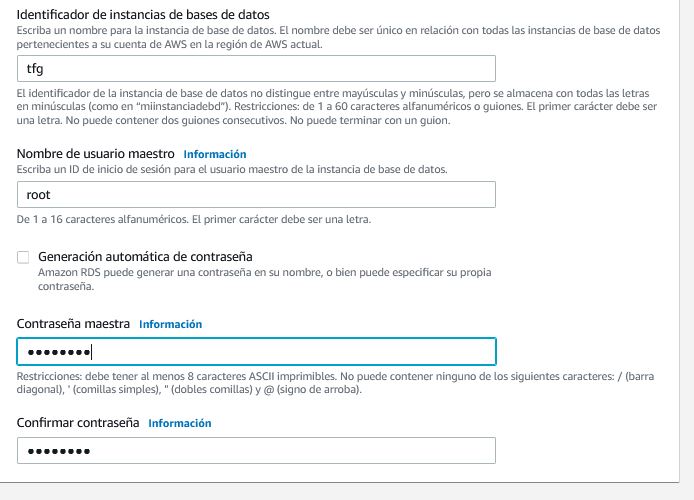 Identificador de instancias de bases de datos
Escriba un nombre para la instancia de base de datos. El nombre debe ser único en relación con todas las instancias de base de datos
pertenecientes a su cuenta de AWS en la región de AWS actual.
tfg
El identificador de la instancia de base de datos no distingue entre mayúsculas y minúsculas, pero se almacena con todas las letras
en minúsculas (como en "miinstanciadebd"). Restricciones: de 1 a 60 caracteres alfanuméricos o guiones. El primer carácter debe ser
una letra. No puede contener dos guiones consecutivos. No puede terminar con un guion.
Nombre de usuario maestro Información
Escriba un ID de inicio de sesión para el usuario maestro de la instancia de base de datos.
root
De 1 a 16 caracteres alfanuméricos. El primer carácter debe ser una letra.
Generación automática de contraseña
Amazon RDS puede generar una contraseña en su nombre, o bien puede especificar su propia
contraseña.
Contraseña maestra Información
••••••••
Restricciones: debe tener al menos 8 caracteres ASCII imprimibles. No puede contener ninguno de los siguientes caracteres: / (barra
diagonal), ' (comillas simples), " (dobles comillas) y @ (signo de arroba).
Confirmar contraseña Información
••••••••